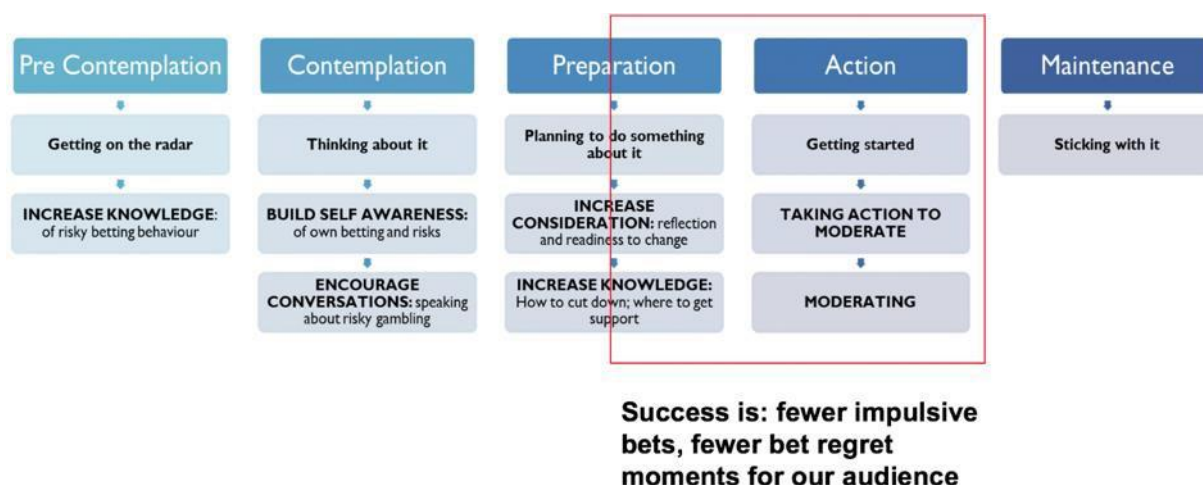 Pre Contemplation
Getting on the radar
INCREASE KNOWLEDGE:
of risky betting behaviour
Contemplation
Thinking about it
BUILD SELF AWARENESS:
of own betting and risks
ENCOURAGE
CONVERSATIONS: speaking
about risky gambling
Preparation
Planning to do something
about it
INCREASE
CONSIDERATION: reflection
and readiness to change
INCREASE KNOWLEDGE:
How to cut down; where to get
support
Action
Getting started
TAKING ACTION TO
MODERATE
MODERATING
Maintenance
Sticking with it
Success is: fewer impulsive
bets, fewer bet regret
moments for our audience